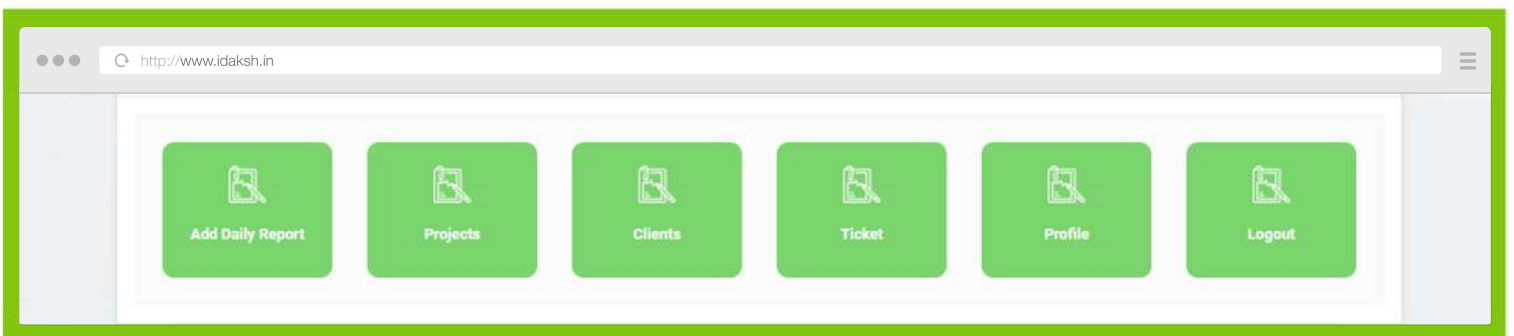 http://www.idaksh.in
Add Daily Report
Projects
Clients
Ticket
Profile
Logout